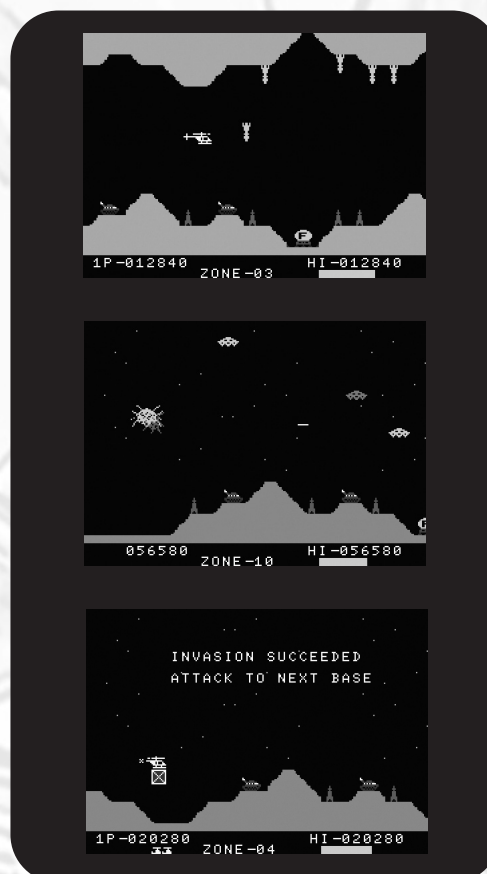 F
1P-012840 HI-012840
ZONE-03
056580 HI-056580
ZONE-10
INVASION SUCCEEDED
ATTACK TO NEXT BASE
1P-020280 HI-020280
ZONE-04